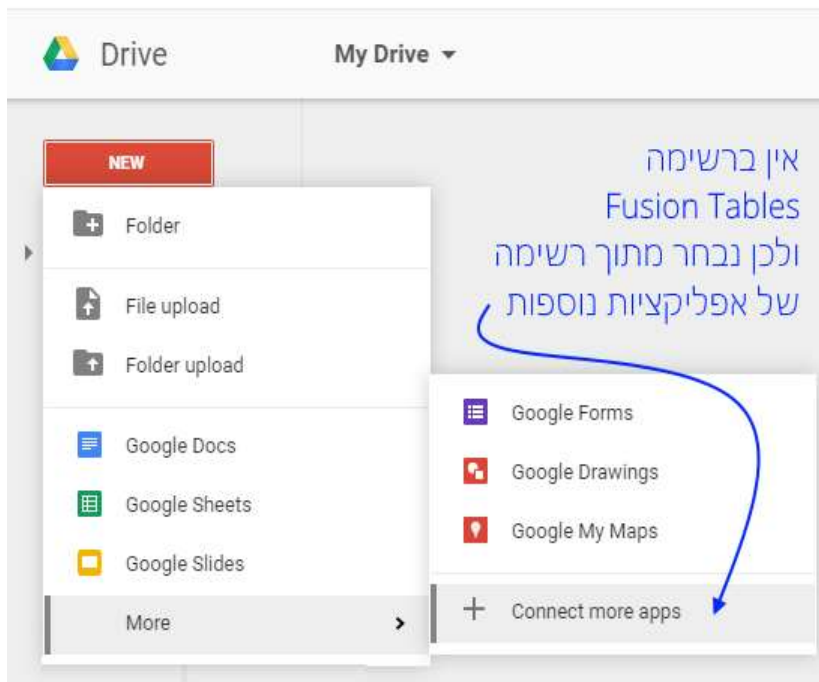 Drive
My Drive
NEW
אין ברשימה
Fusion Tables
ולכן נבחר מתוך רשימה
של אפליקציות נוספות
Folder
File upload
Folder upload
Google Docs
Google Sheets
Google Slides
More
Google Forms
Google Drawings
Google My Maps
Connect more apps